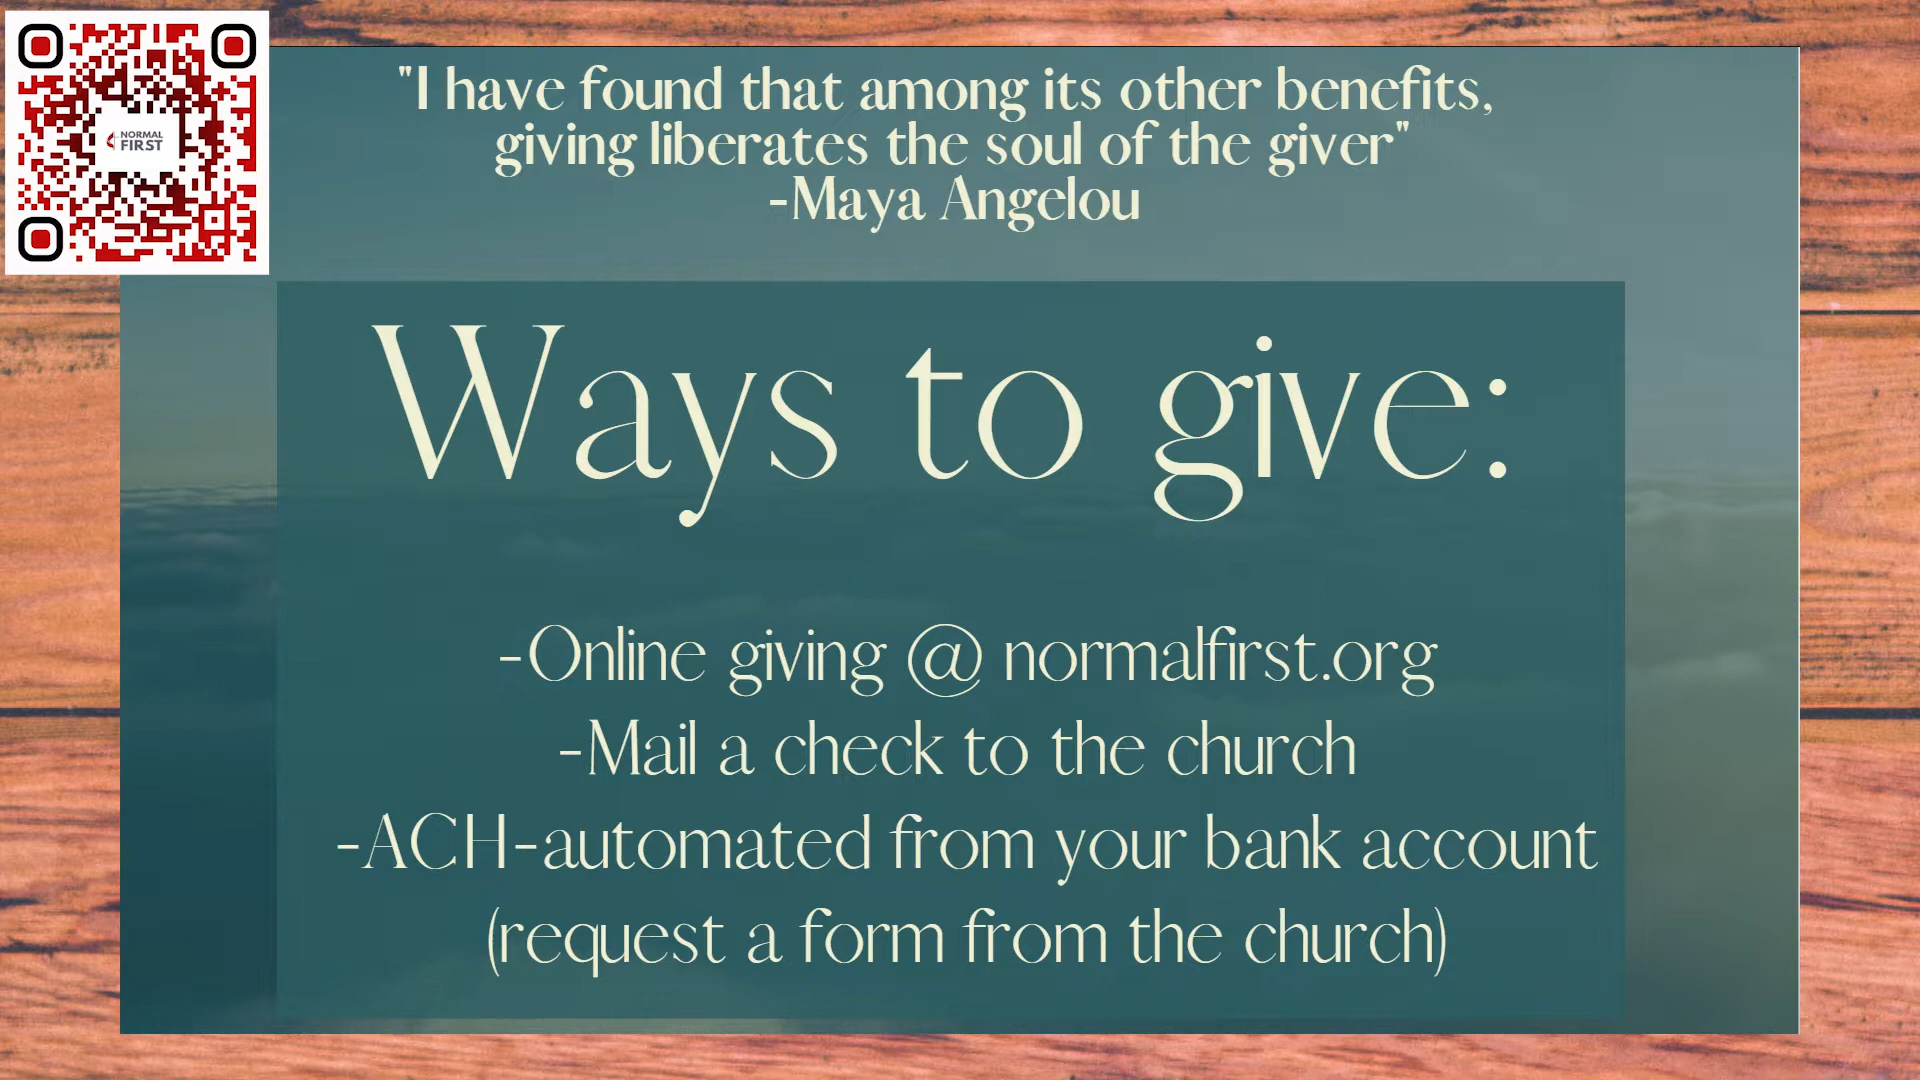 NORMAL
FIRST
"I have found that among its other benefits,
giving liberates the soul of the giver"
-Maya Angelou
Ways to give:
-Online giving @ normalfirst.org
-Mail a check to the church
-ACH-automated from your bank account
(request a form from the church)